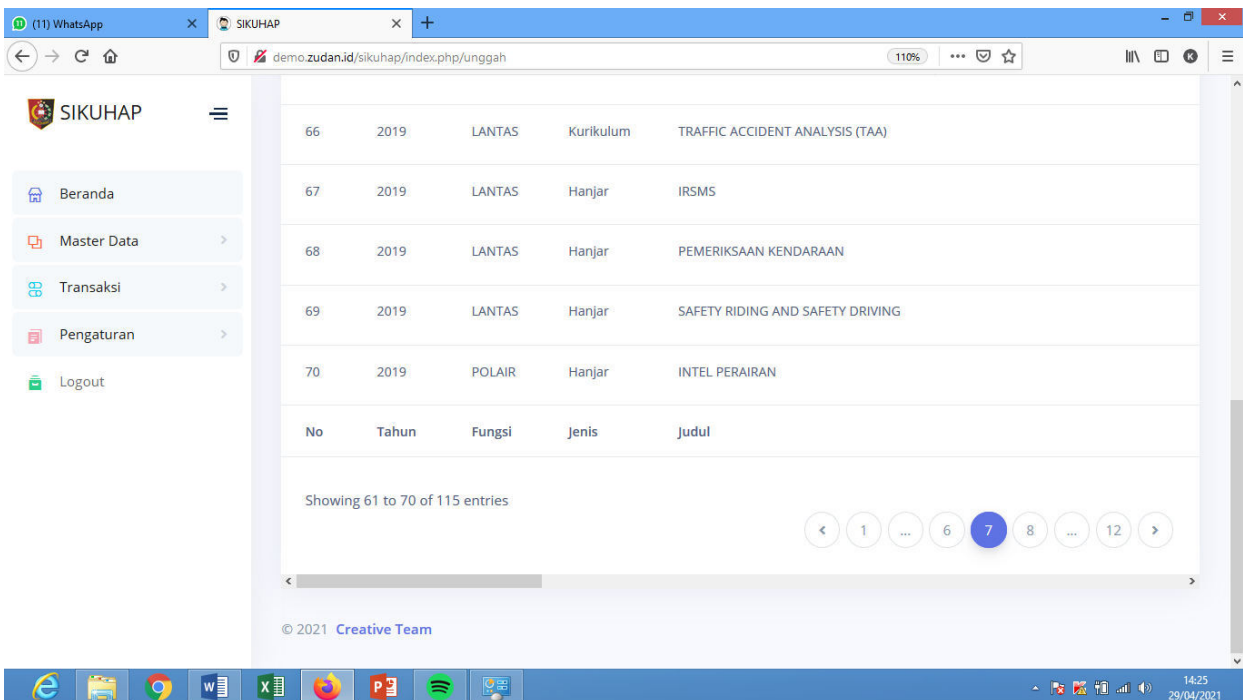 (11) WhatsApp
SIKUHAP
demo.zudan.id/sikuhap/index.php/unggah
110%
SIKUHAP
Beranda
Master Data
Transaksi
Pengaturan
Logout
66 2019 LANTAS Kurikulum TRAFFIC ACCIDENT ANALYSIS (TAA)
67 2019 LANTAS Hanjar IRSMS
68 2019 LANTAS Hanjar PEMERIKSAAN KENDARAAN
69 2019 LANTAS Hanjar SAFETY RIDING AND SAFETY DRIVING
70 2019 POLAIR Hanjar INTEL PERAIRAN
No Tahun Fungsi Jenis Judul
Showing 61 to 70 of 115 entries
1 ... 6 7 8 ... 12
© 2021 Creative Team
14:25
29/04/2021